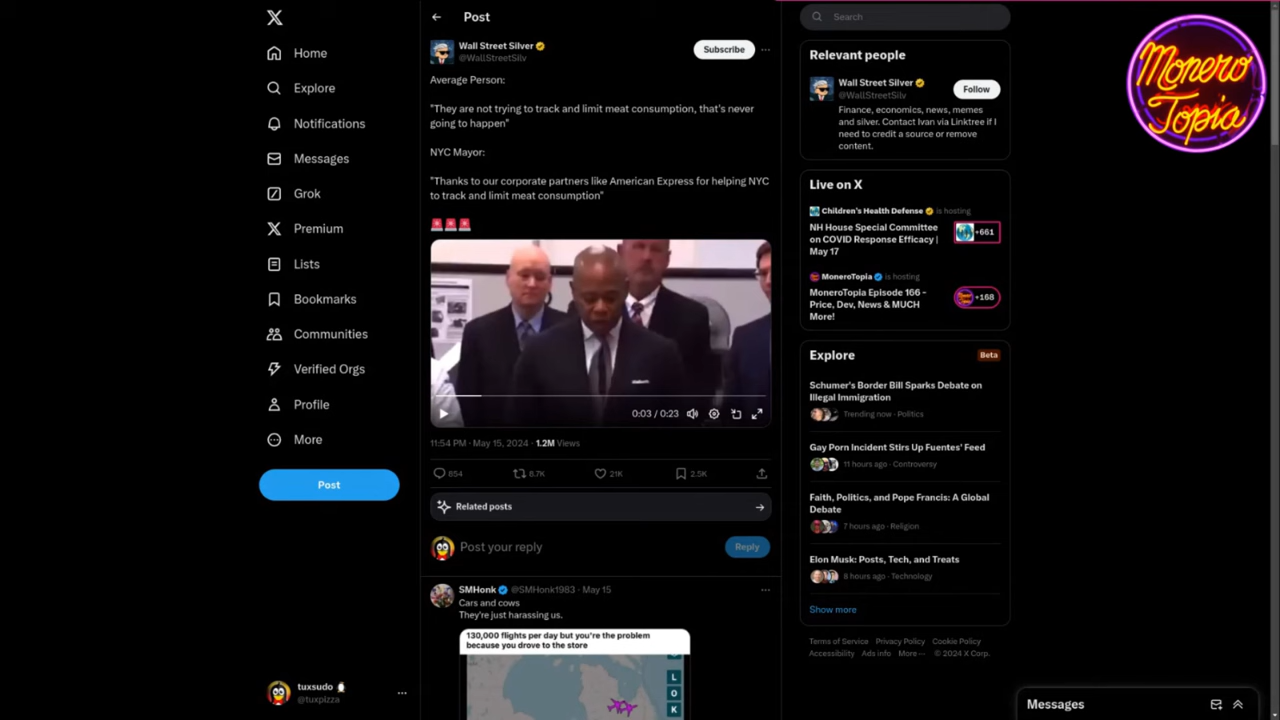 Home
Explore
Notifications
Messages
Grok
Premium
Lists
Bookmarks
Communities
Verified Orgs
Profile
More
Post
tuxsudo
@tuxpizza
Post
Wall Street Silver
@WallStreetSilv
Subscribe
Average Person:
"They are not trying to track and limit meat consumption, that's never
going to happen"
NYC Mayor:
"Thanks to our corporate partners like American Express for helping NYC
to track and limit meat consumption"
🚨🚨🚨
0:03 / 0:23
11:54 PM · May 15, 2024 · 1.2M Views
854
8.7K
21K
2.5K
Related posts
Post your reply
Reply
SMHonk @SMHonk1983 · May 15
Cars and cows
They're just harassing us.
130,000 flights per day but you're the problem
because you drove to the store
L
O
K
Search
Relevant people
Wall Street Silver
@WallStreetSilv
Follow
Finance, economics, news, memes
and silver. Contact Ivan via Linktree if I
need to credit a source or remove
content.
Live on X
Children's Health Defense is hosting
NH House Special Committee
on COVID Response Efficacy |
May 17
+661
MoneroTopia is hosting
MoneroTopia Episode 166 -
Price, Dev, News & MUCH
More!
+168
Explore
Beta
Schumer's Border Bill Sparks Debate on
Illegal Immigration
Trending now · Politics
Gay Porn Incident Stirs Up Fuentes' Feed
11 hours ago · Controversy
Faith, Politics, and Pope Francis: A Global
Debate
7 hours ago · Religion
Elon Musk: Posts, Tech, and Treats
8 hours ago · Technology
Show more
Terms of Service Privacy Policy Cookie Policy
Accessibility Ads info More ··· © 2024 X Corp.
Messages
Monero
Topia